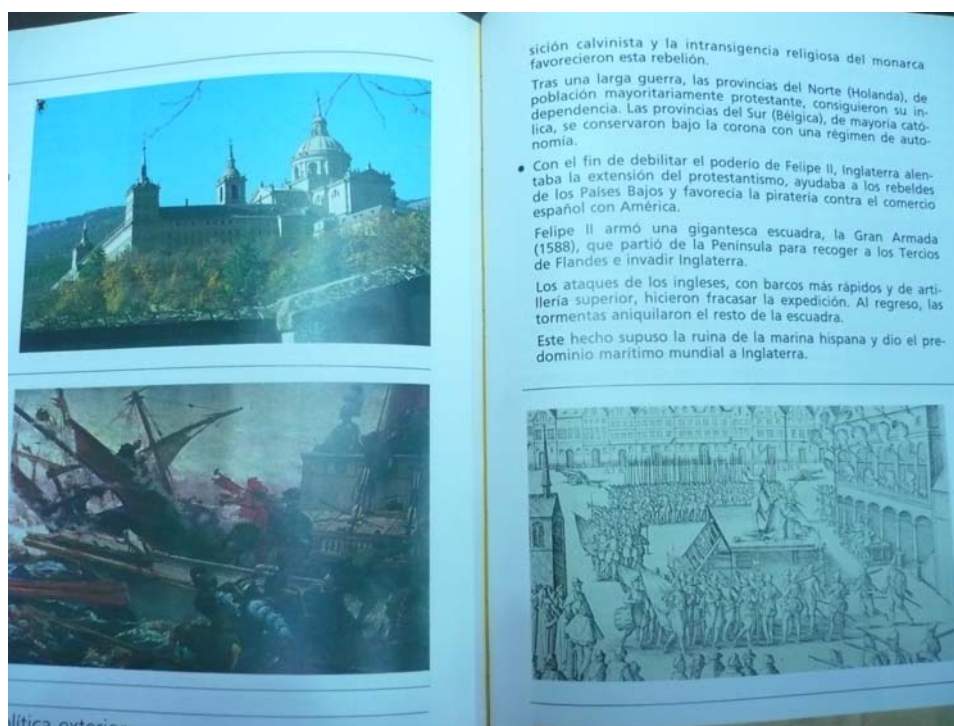 lítica exterior
sición calvinista y la intransigencia religiosa del monarca
favorecieron esta rebelión.
Tras una larga guerra, las provincias del Norte (Holanda), de
población mayoritariamente protestante, consiguieron su in-
dependencia. Las provincias del Sur (Bélgica), de mayoría cató-
lica, se conservaron bajo la corona con una régimen de auto-
nomía.
• Con el fin de debilitar el poderio de Felipe II, Inglaterra alen-
taba la extensión del protestantismo, ayudaba a los rebeldes
de los Países Bajos y favorecía la piratería contra el comercio
español con América.
Felipe II armó una gigantesca escuadra, la Gran Armada
(1588), que partió de la Península para recoger a los Tercios
de Flandes e invadir Inglaterra.
Los ataques de los ingleses, con barcos más rápidos y de arti-
llería superior, hicieron fracasar la expedición. Al regreso, las
tormentas aniquilaron el resto de la escuadra.
Este hecho supuso la ruina de la marina hispana y dio el pre-
dominio marítimo mundial a Inglaterra.